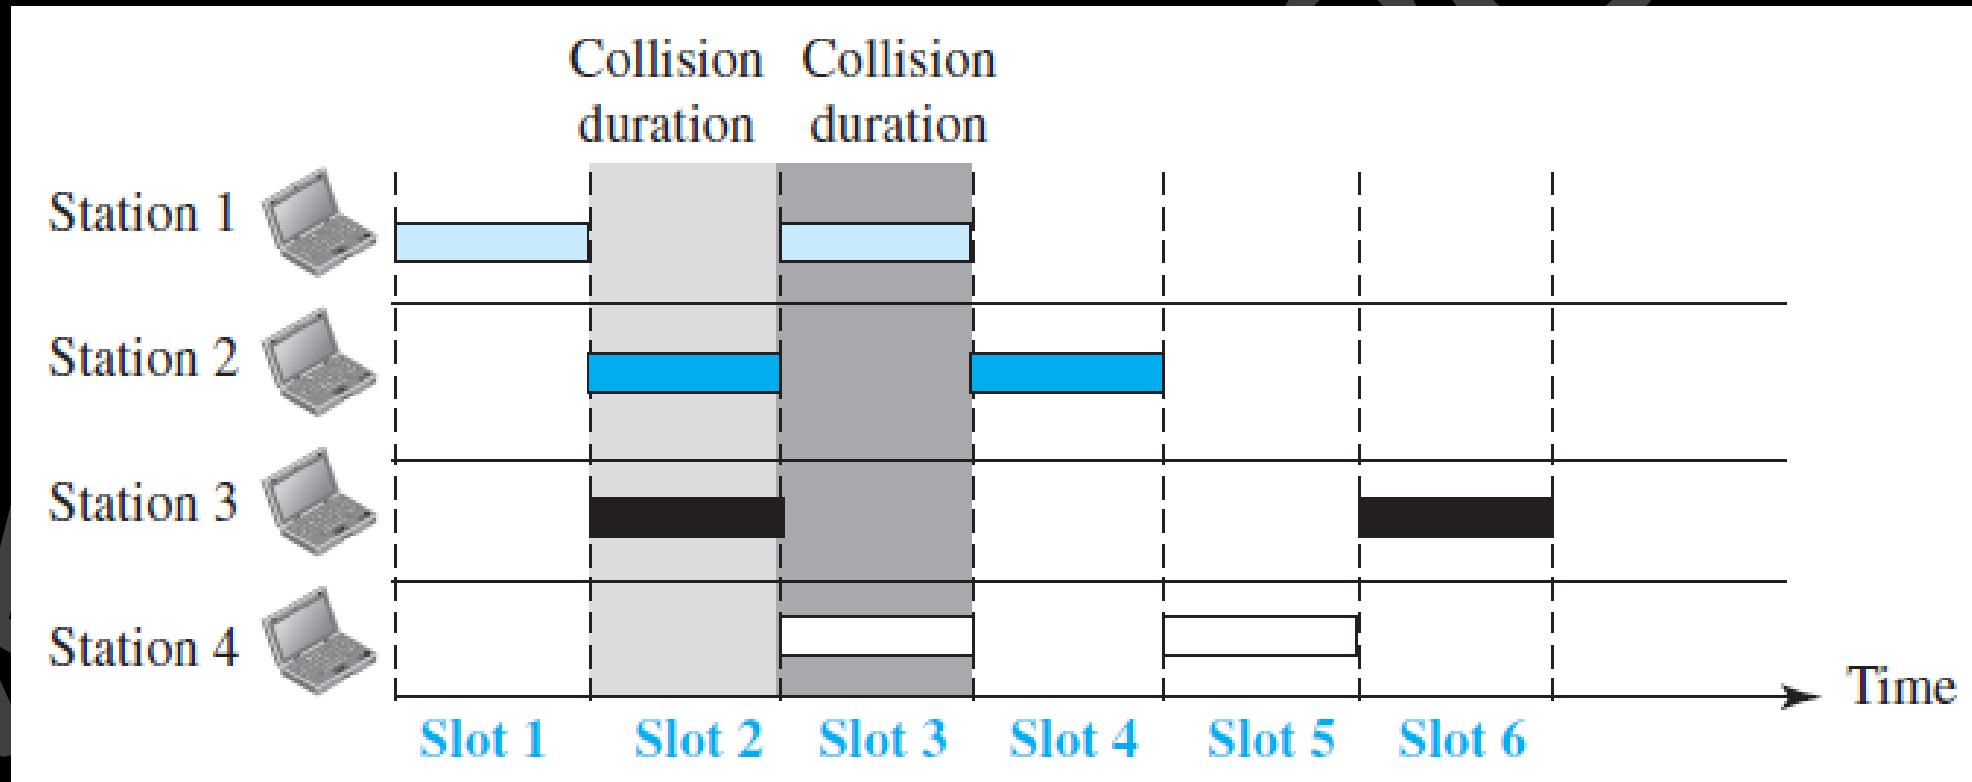 Collision Collision
duration duration
Station 1
Station 2
Station 3
Station 4
Time
Slot 1 Slot 2 Slot 3 Slot 4 Slot 5 Slot 6